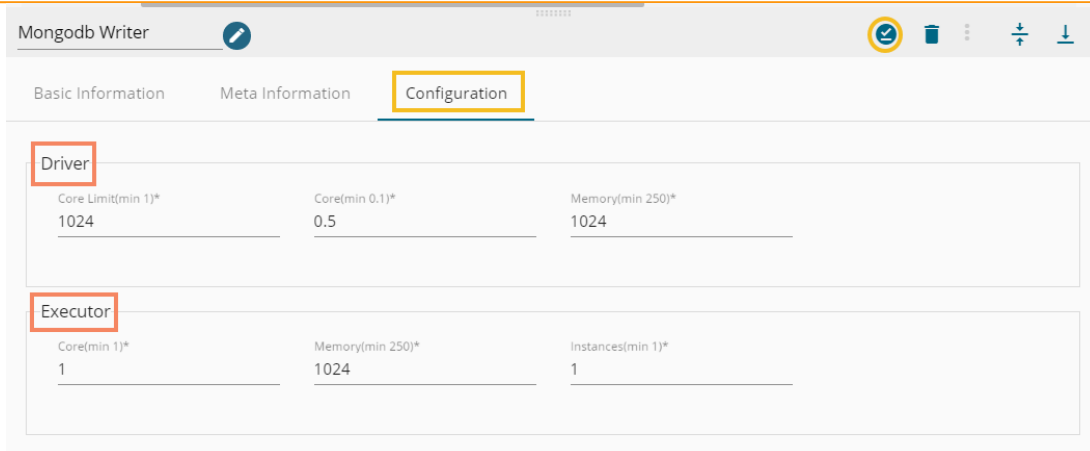 Mongodb Writer
Basic Information Meta Information Configuration
Driver
Core Limit(min 1)* Core(min 0.1)* Memory(min 250)*
1024 0.5 1024
Executor
Core(min 1)* Memory(min 250)* Instances(min 1)*
1 1024 1